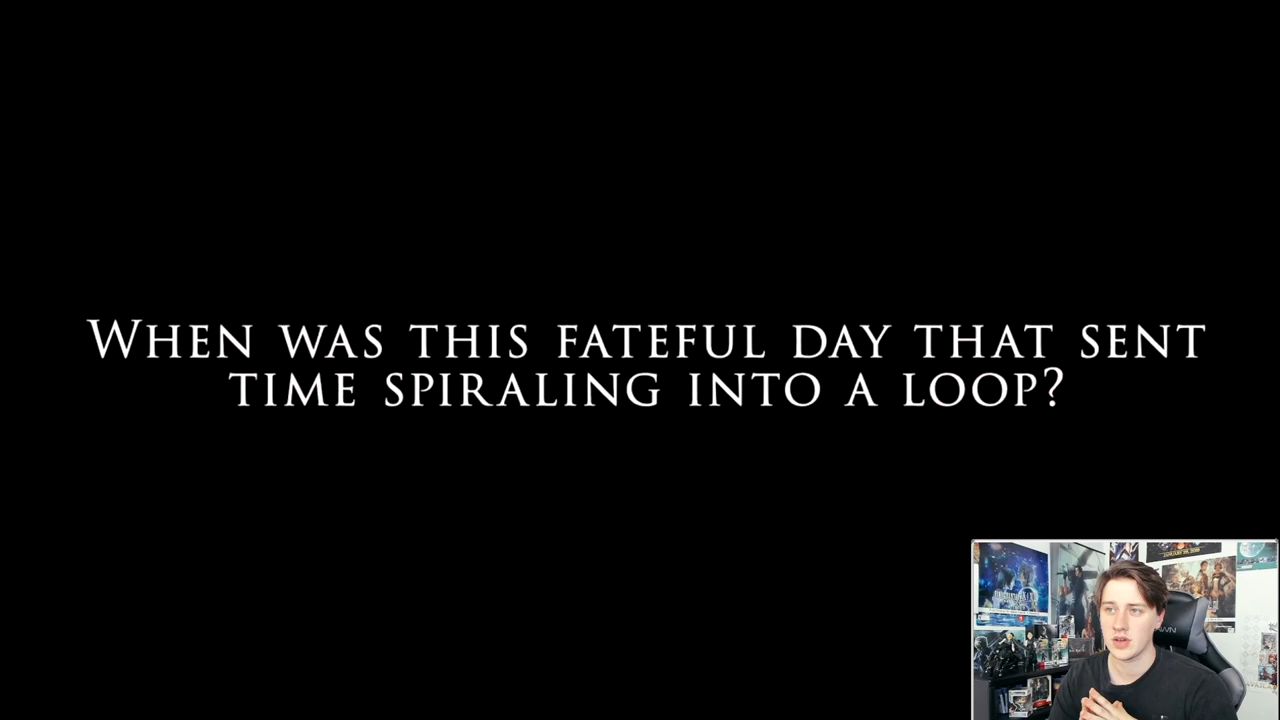 When was this fateful day that sent
time spiraling into a loop?